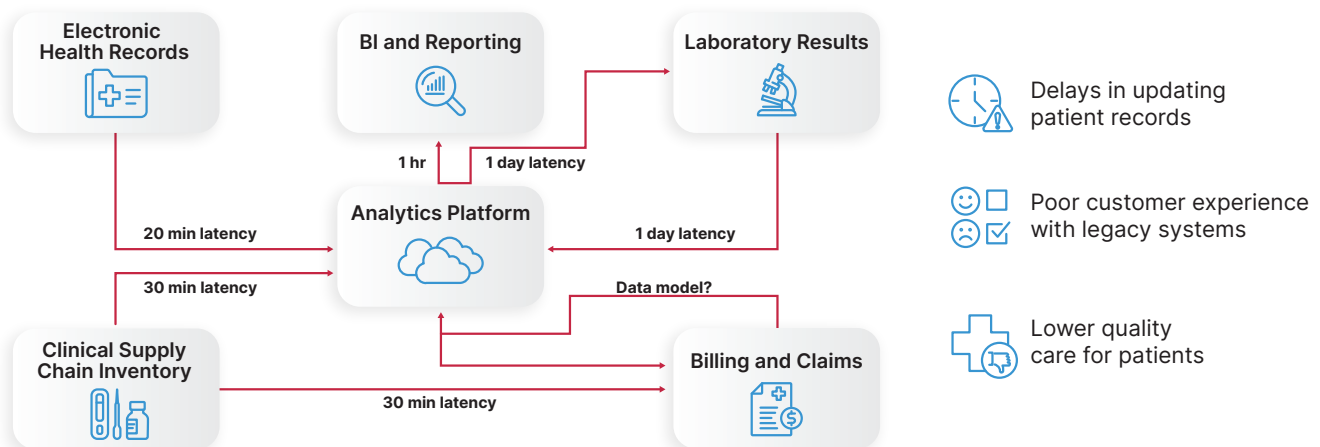 Electronic
Health Records
BI and Reporting
Laboratory Results
1 hr
1 day latency
Analytics Platform
20 min latency
1 day latency
30 min latency
Data model?
Clinical Supply
Chain Inventory
Billing and Claims
30 min latency
Delays in updating
patient records
Poor customer experience
with legacy systems
Lower quality
care for patients